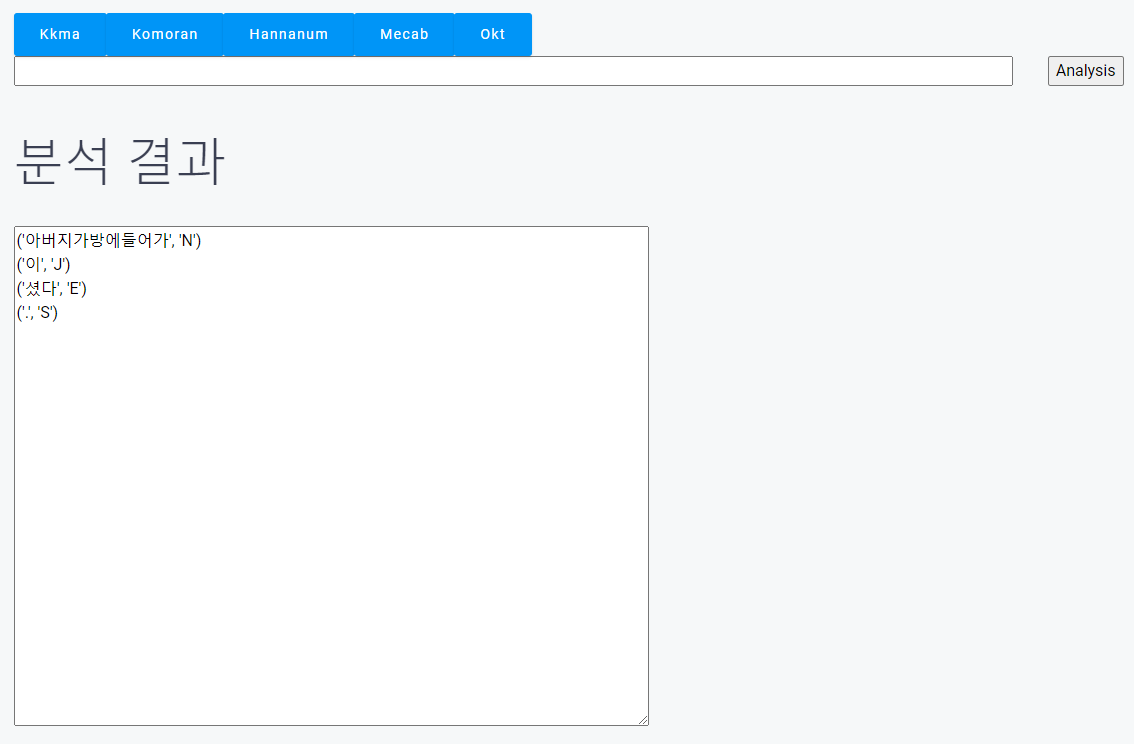 Kkma Komoran Hannanum Mecab Okt
Analysis
분석 결과
('아버지가방에들어가', 'N')
('이', 'J')
('셨다', 'E')
('.', 'S')